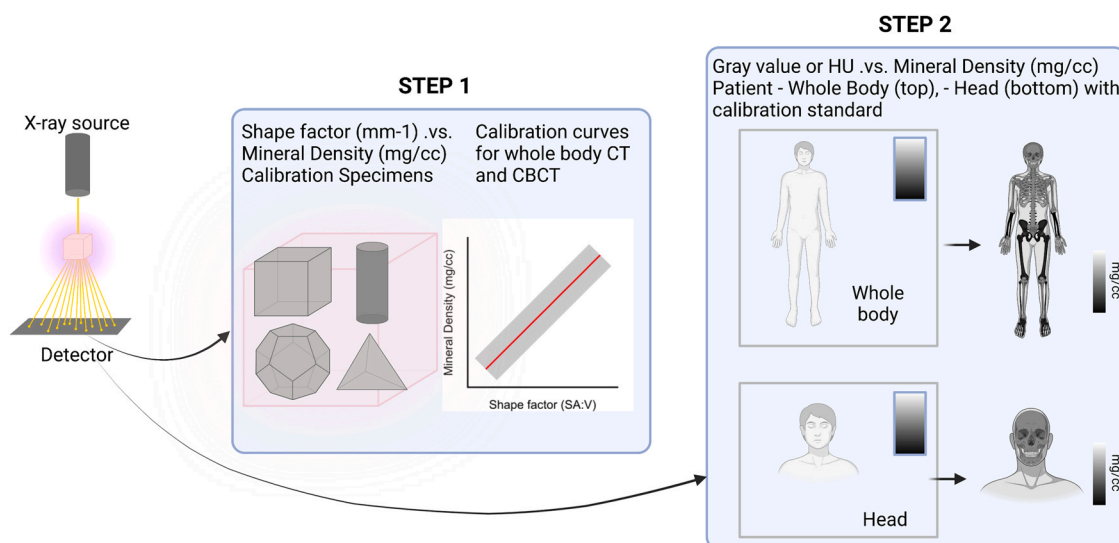 STEP 2
STEP 1
X-ray source
Detector
Shape factor (mm-1) .vs.
Mineral Density (mg/cc)
Calibration Specimens
Calibration curves
for whole body CT
and CBCT
Mineral Density (mg/cc)
Shape factor (SA:V)
Gray value or HU .vs. Mineral Density (mg/cc)
Patient - Whole Body (top), - Head (bottom) with
calibration standard
Whole
body
mg/cc
Head
mg/cc